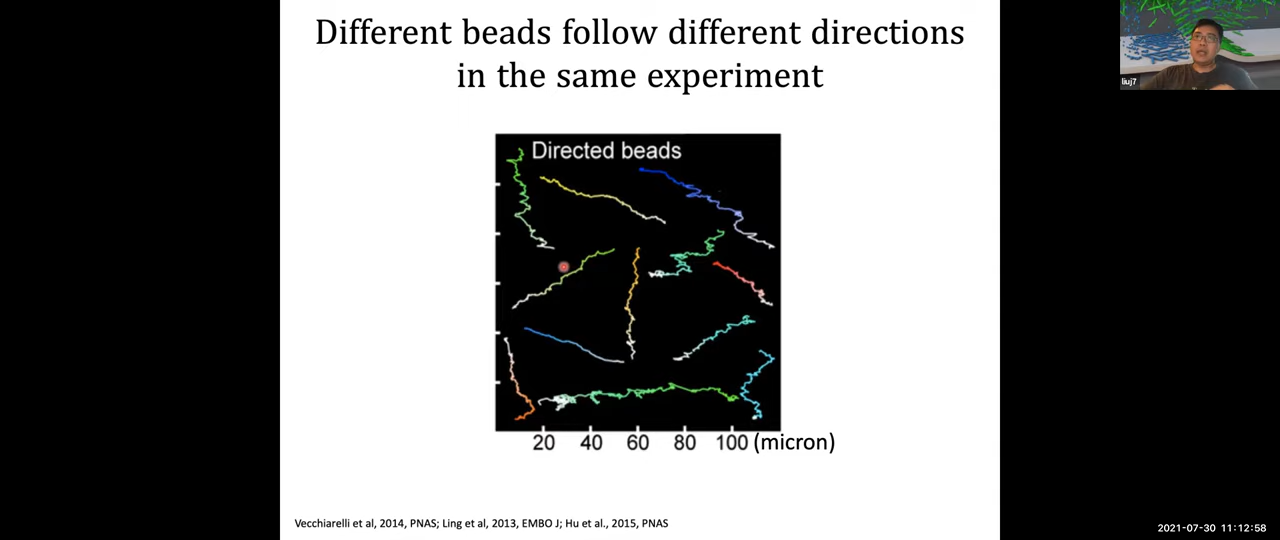 Different beads follow different directions
in the same experiment
liuj7
Directed beads
20 40 60 80 100 (micron)
Vecchiarelli et al, 2014, PNAS; Ling et al, 2013, EMBO J; Hu et al., 2015, PNAS
2021-07-30 11:12:58